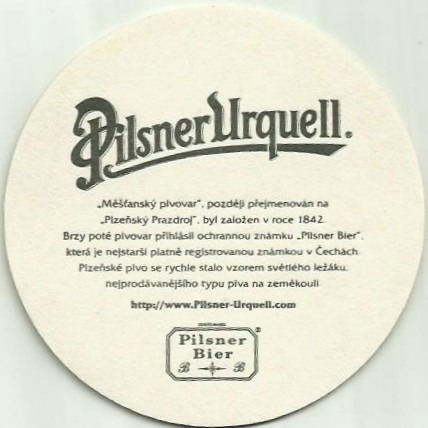 Pilsner Urquell.
„Měšťanský pivovar", později přejmenován na
„Plzeňský Prazdroj", byl založen v roce 1842.
Brzy poté pivovar přihlásil ochrannou známku „Pilsner Bier",
která je nejstarší platně registrovanou známkou v Čechách.
Plzeňské pivo se rychle stalo vzorem světlého ležáku,
nejprodávanějšího typu piva na zeměkouli.
http://www.Pilsner-Urquell.com
Pilsner
Bier
B B